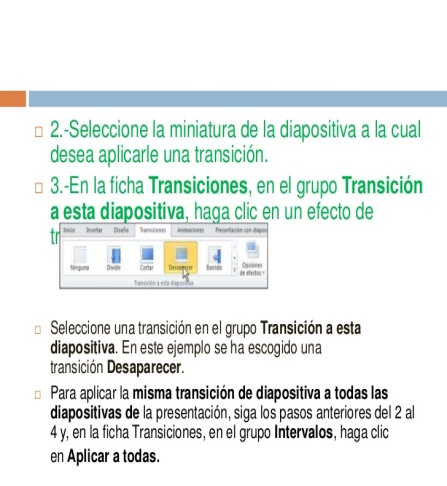 2.-Seleccione la miniatura de la diapositiva a la cual
desea aplicarle una transición.
3.-En la ficha Transiciones, en el grupo Transición
a esta diapositiva, haga clic en un efecto de
Inicio Insertar Diseño Transiciones Animaciones Presentación con diapos
Ninguna Dividir Cortar Desvanecer Barrido Opciones
de efectos
Transición a esta diapositiva
Seleccione una transición en el grupo Transición a esta
diapositiva. En este ejemplo se ha escogido una
transición Desaparecer.
Para aplicar la misma transición de diapositiva a todas las
diapositivas de la presentación, siga los pasos anteriores del 2 al
4 y, en la ficha Transiciones, en el grupo Intervalos, haga clic
en Aplicar a todas.